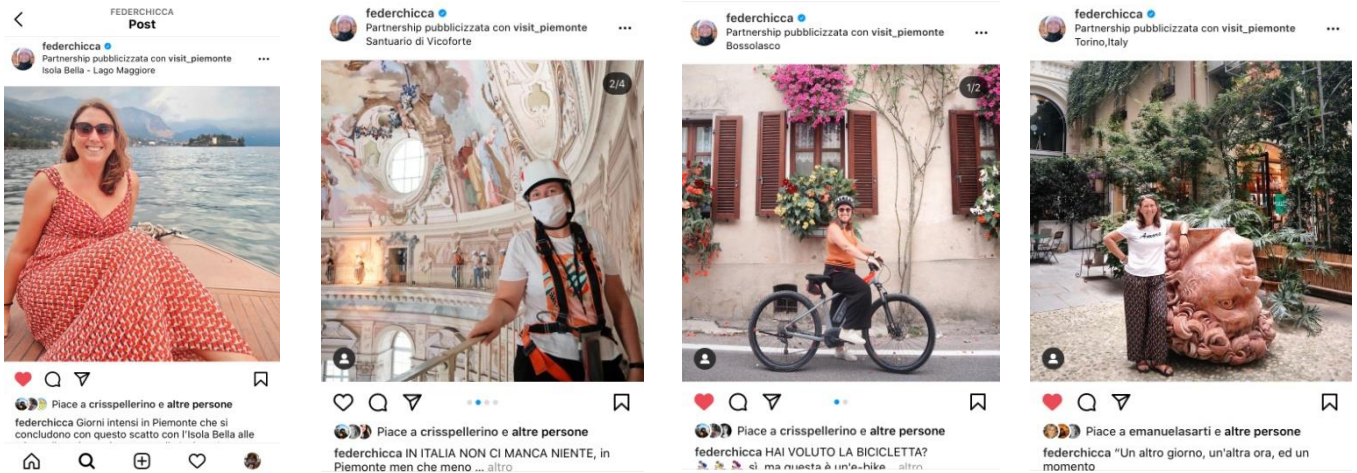 FEDERCHICCA
Post
federchicca
Partnership pubblicizzata con visit_piemonte
Isola Bella - Lago Maggiore
Piace a crisspellerino e altre persone
federchicca Giorni intensi in Piemonte che si
concludono con questo scatto con l'Isola Bella alle
federchicca
Partnership pubblicizzata con visit_piemonte
Santuario di Vicoforte
2/4
Piace a crisspellerino e altre persone
federchicca IN ITALIA NON CI MANCA NIENTE, in
Piemonte men che meno ... altro
federchicca
Partnership pubblicizzata con visit_piemonte
Bossolasco
1/2
Piace a crisspellerino e altre persone
federchicca HAI VOLUTO LA BICICLETTA?
sì, ma questa è un'e-bike altro
federchicca
Partnership pubblicizzata con visit_piemonte
Torino,Italy
Piace a emanuelasarti e altre persone
federchicca “Un altro giorno, un'altra ora, ed un
momento